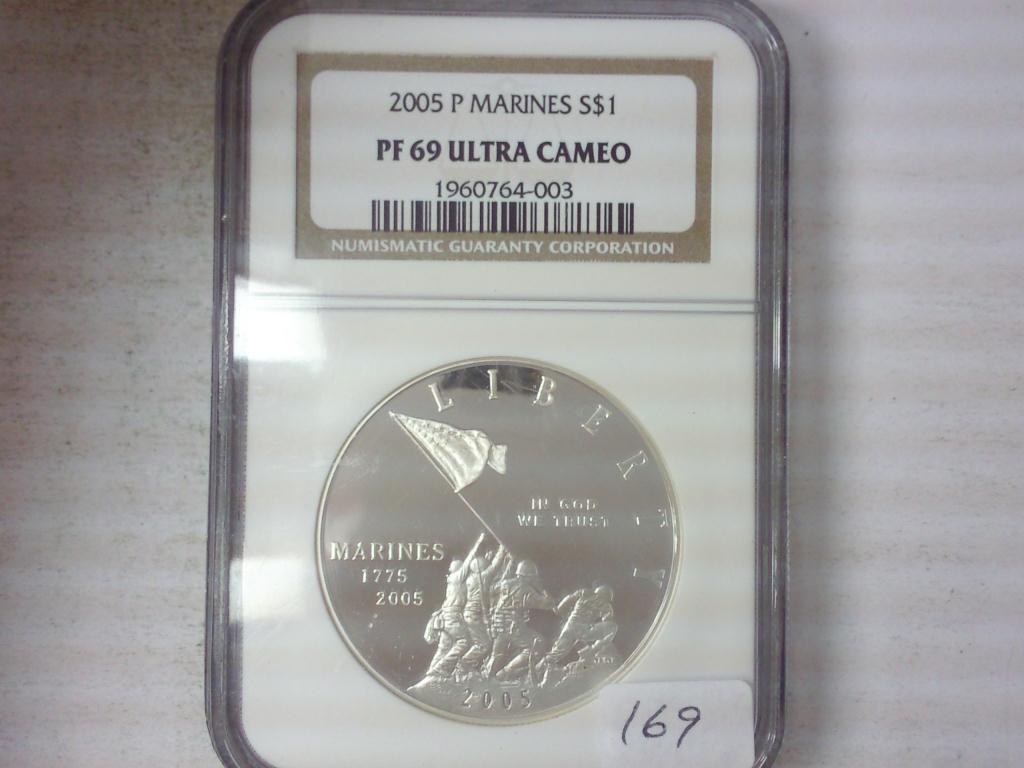 2005 P MARINES S$1
PF 69 ULTRA CAMEO
1960764-003
NUMISMATIC GUARANTY CORPORATION
LIBERTY
IN GOD
WE TRUST
MARINES
1775
2005
2005
169